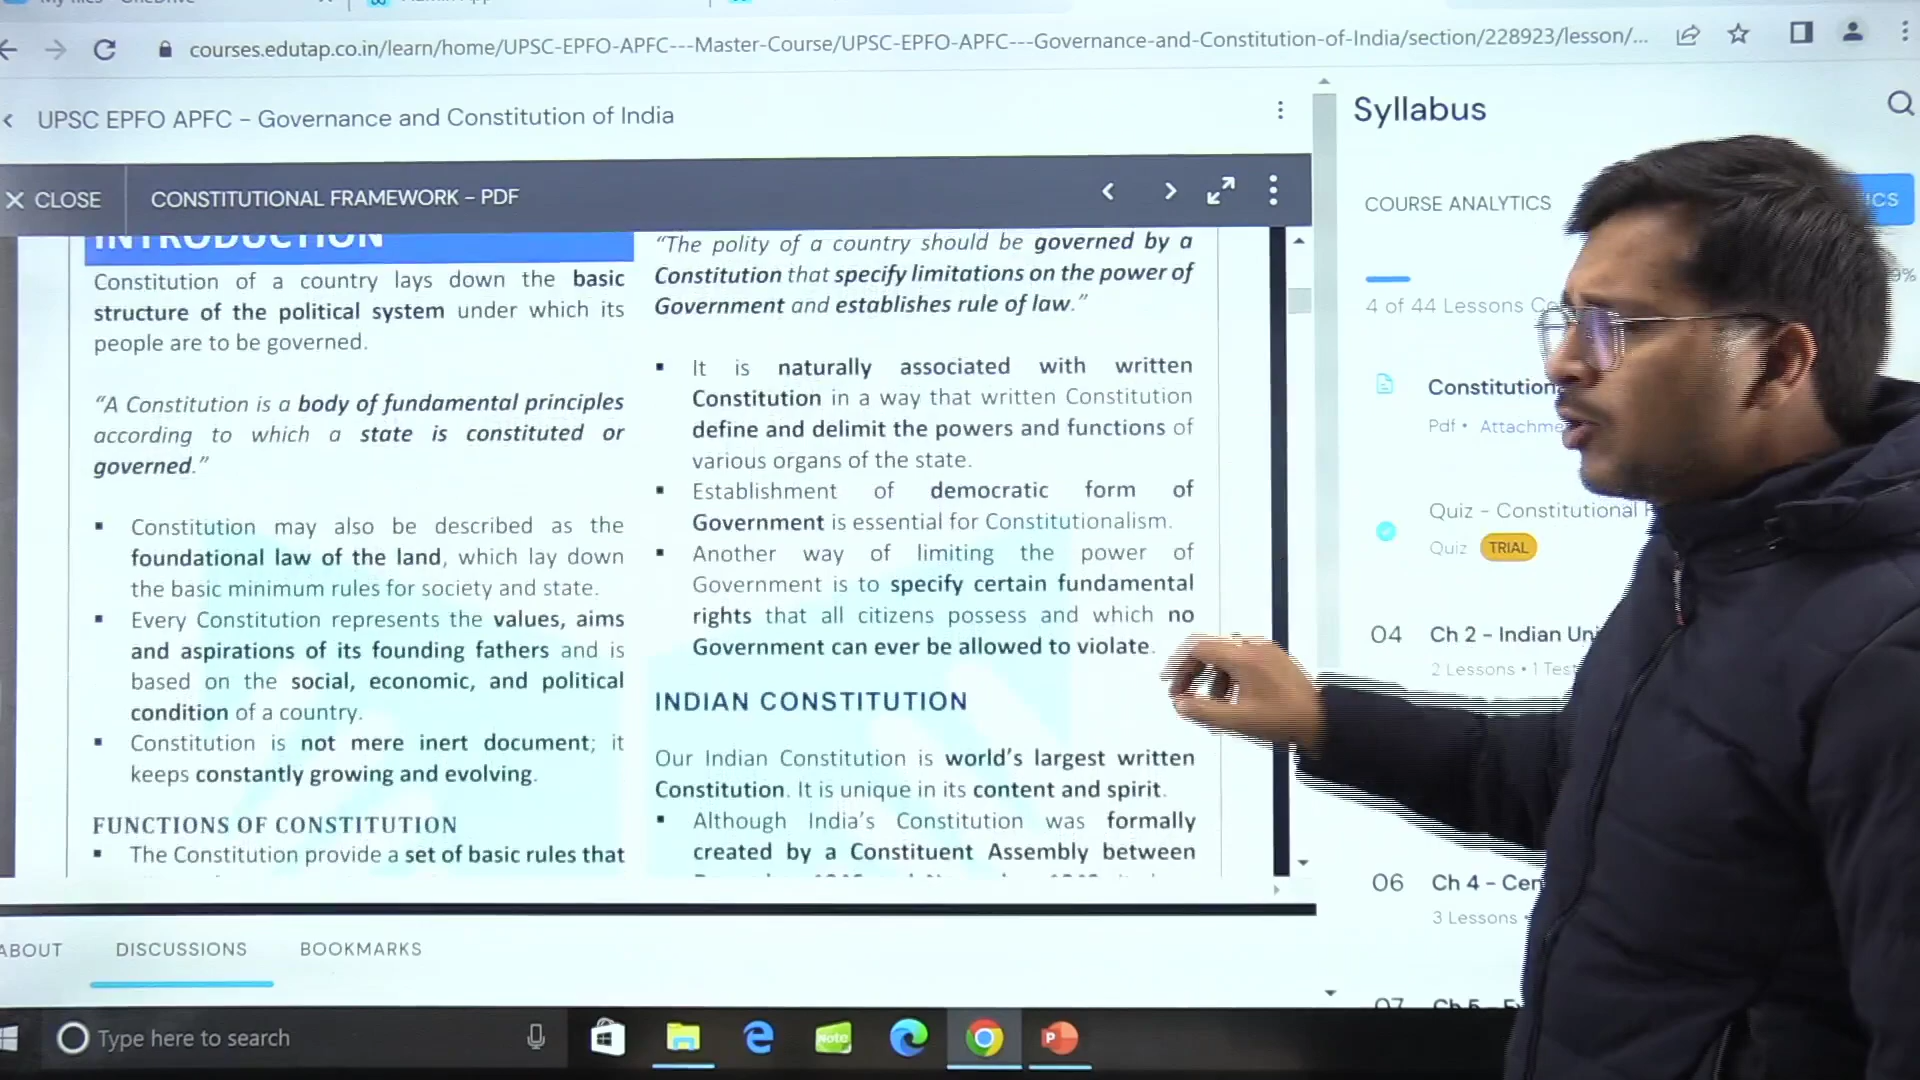 courses.edutap.co.in/learn/home/UPSC-EPFO-APFC---Master-Course/UPSC-EPFO-APFC---Governance-and-Constitution-of-India/section/228923/lesson/...
UPSC EPFO APFC – Governance and Constitution of India
CLOSE
CONSTITUTIONAL FRAMEWORK – PDF
INTRODUCTION
Constitution of a country lays down the basic
structure of the political system under which its
people are to be governed.
“A Constitution is a body of fundamental principles
according to which a state is constituted or
governed.”
▪ Constitution may also be described as the
foundational law of the land, which lay down
the basic minimum rules for society and state.
▪ Every Constitution represents the values, aims
and aspirations of its founding fathers and is
based on the social, economic, and political
condition of a country.
▪ Constitution is not mere inert document; it
keeps constantly growing and evolving.
FUNCTIONS OF CONSTITUTION
▪ The Constitution provide a set of basic rules that
“The polity of a country should be governed by a
Constitution that specify limitations on the power of
Government and establishes rule of law.”
▪ It is naturally associated with written
Constitution in a way that written Constitution
define and delimit the powers and functions of
various organs of the state.
▪ Establishment of democratic form of
Government is essential for Constitutionalism.
▪ Another way of limiting the power of
Government is to specify certain fundamental
rights that all citizens possess and which no
Government can ever be allowed to violate.
INDIAN CONSTITUTION
Our Indian Constitution is world’s largest written
Constitution. It is unique in its content and spirit.
▪ Although India’s Constitution was formally
created by a Constituent Assembly between
Syllabus
COURSE ANALYTICS
ICS
9%
4 of 44 Lessons Co
Constitution
Pdf • Attachme
Quiz – Constitutional
Quiz TRIAL
04 Ch 2 – Indian Un
2 Lessons • 1 Tes
06 Ch 4 – Cen
3 Lessons •
07 Ch 5 –
ABOUT
DISCUSSIONS
BOOKMARKS
Type here to search
Note